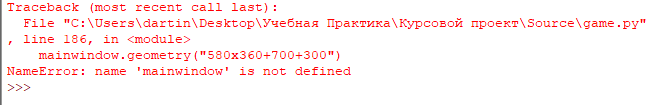 Traceback (most recent call last):
  File "C:\Users\dartin\Desktop\Учебная Практика\Курсовой проект\Source\game.py"
, line 186, in <module>
    mainwindow.geometry("580x360+700+300")
NameError: name 'mainwindow' is not defined
>>>